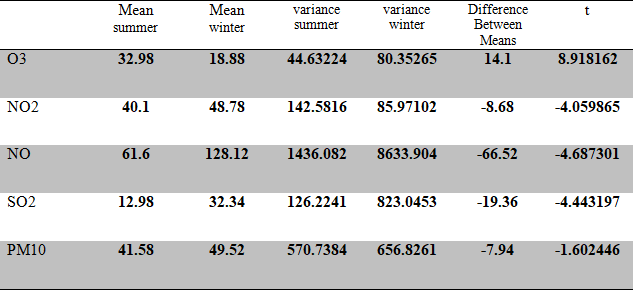 Mean summer Mean winter variance summer variance winter Difference Between Means t
O3 32.98 18.88 44.63224 80.35265 14.1 8.918162
NO2 40.1 48.78 142.5816 85.97102 -8.68 -4.059865
NO 61.6 128.12 1436.082 8633.904 -66.52 -4.687301
SO2 12.98 32.34 126.2241 823.0453 -19.36 -4.443197
PM10 41.58 49.52 570.7384 656.8261 -7.94 -1.602446